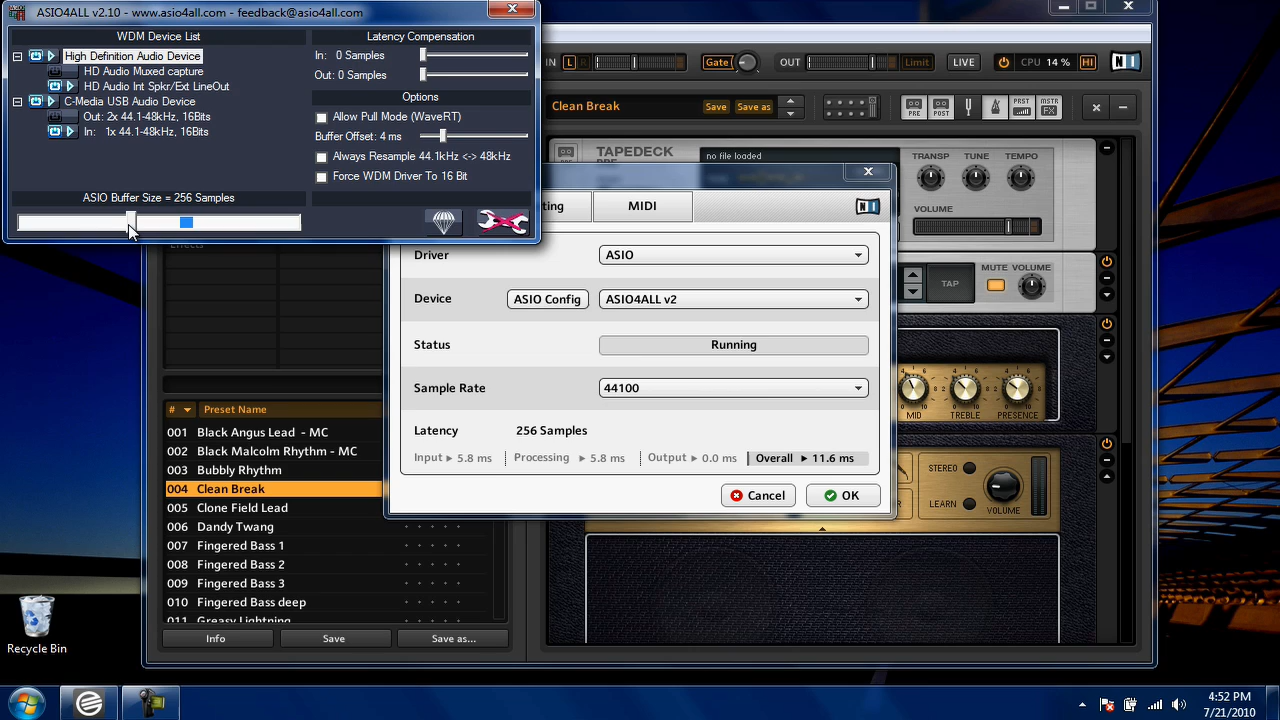 ASIO4ALL v2.10 - www.asio4all.com - feedback@asio4all.com
WDM Device List
High Definition Audio Device
HD Audio Muxed capture
HD Audio Int Spkr/Ext LineOut
C-Media USB Audio Device
Out: 2x 44.1-48kHz, 16Bits
In: 1x 44.1-48kHz, 16Bits
ASIO Buffer Size = 256 Samples
Latency Compensation
In: 0 Samples
Out: 0 Samples
Options
Allow Pull Mode (WaveRT)
Buffer Offset: 4 ms
Always Resample 44.1kHz <-> 48kHz
Force WDM Driver To 16 Bit
IN L R Gate OUT Limit LIVE CPU 14 % HI
Clean Break Save Save as PRE POST PRST MSTR FX
TAPEDECK
PRE
no file loaded
TRANSP TUNE TEMPO
VOLUME
TAP MUTE VOLUME
MID TREBLE PRESENCE
STEREO
LEARN
VOLUME
ting
MIDI
Driver ASIO
Device ASIO Config ASIO4ALL v2
Status Running
Sample Rate 44100
Latency 256 Samples
Input 5.8 ms Processing 5.8 ms Output 0.0 ms Overall 11.6 ms
Cancel OK
Effects
# Preset Name
001 Black Angus Lead - MC
002 Black Malcolm Rhythm - MC
003 Bubbly Rhythm
004 Clean Break
005 Clone Field Lead
006 Dandy Twang
007 Fingered Bass 1
008 Fingered Bass 2
009 Fingered Bass 3
010 Fingered Bass deep
011 Greasy Lightning
Info Save Save as...
Recycle Bin
4:52 PM
7/21/2010